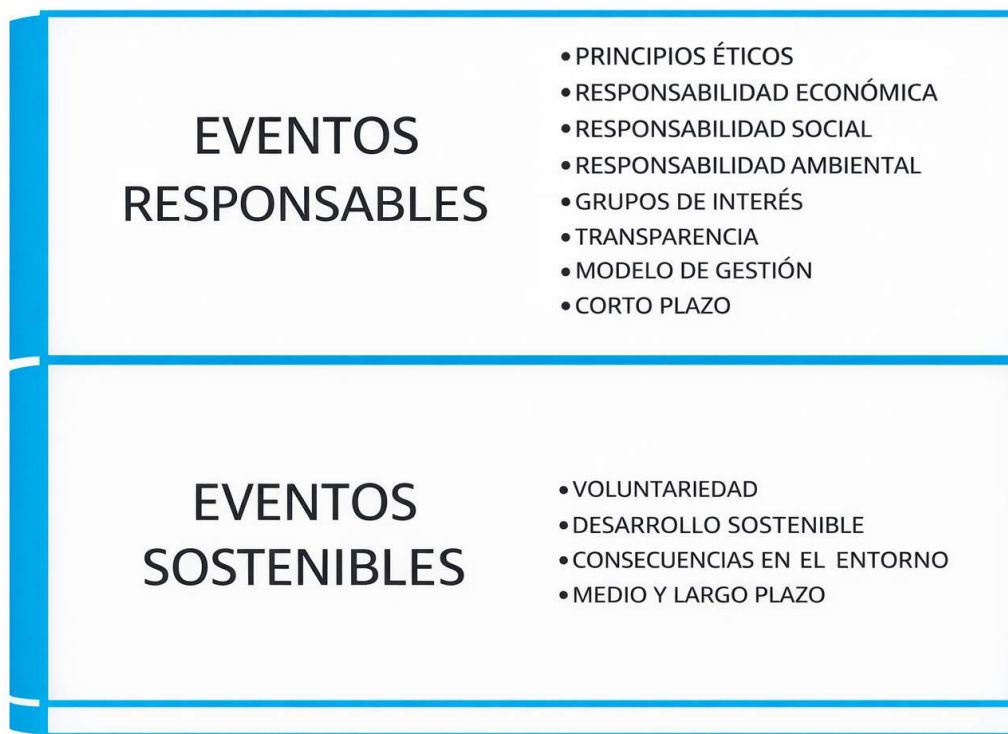 EVENTOS
RESPONSABLES
•PRINCIPIOS ÉTICOS
•RESPONSABILIDAD ECONÓMICA
•RESPONSABILIDAD SOCIAL
•RESPONSABILIDAD AMBIENTAL
•GRUPOS DE INTERÉS
•TRANSPARENCIA
•MODELO DE GESTIÓN
•CORTO PLAZO
EVENTOS
SOSTENIBLES
•VOLUNTARIEDAD
•DESARROLLO SOSTENIBLE
•CONSECUENCIAS EN EL ENTORNO
•MEDIO Y LARGO PLAZO